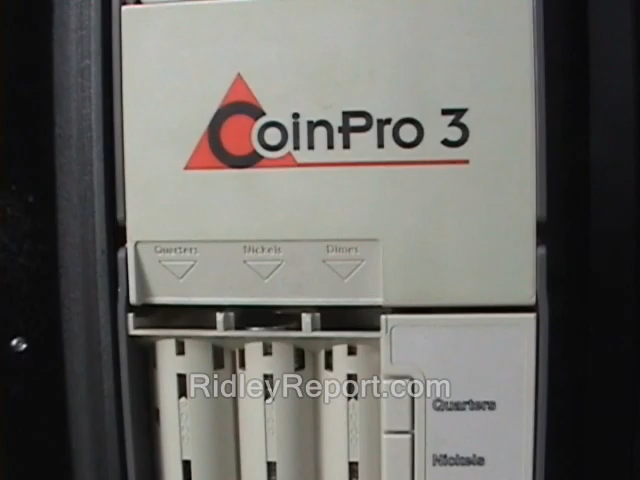 CoinPro 3
Quarters Nickels Dimes
RidleyReport.com
Quarters
Nickels